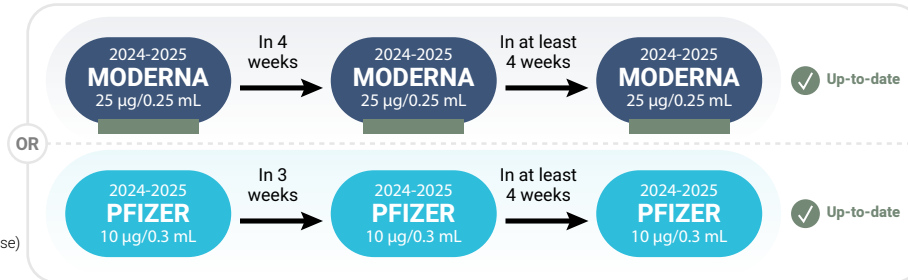 2024-2025
MODERNA
25 µg/0.25 mL
In 4
weeks
2024-2025
MODERNA
25 µg/0.25 mL
In at least
4 weeks
2024-2025
MODERNA
25 µg/0.25 mL
Up-to-date
OR
2024-2025
PFIZER
10 µg/0.3 mL
In 3
weeks
2024-2025
PFIZER
10 µg/0.3 mL
In at least
4 weeks
2024-2025
PFIZER
10 µg/0.3 mL
Up-to-date
se)